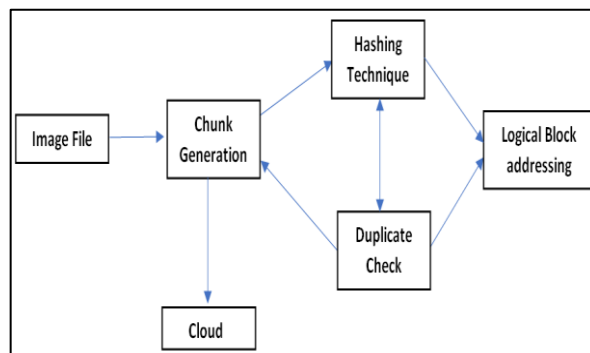 Image File
Chunk
Generation
Hashing
Technique
Logical Block
addressing
Duplicate
Check
Cloud